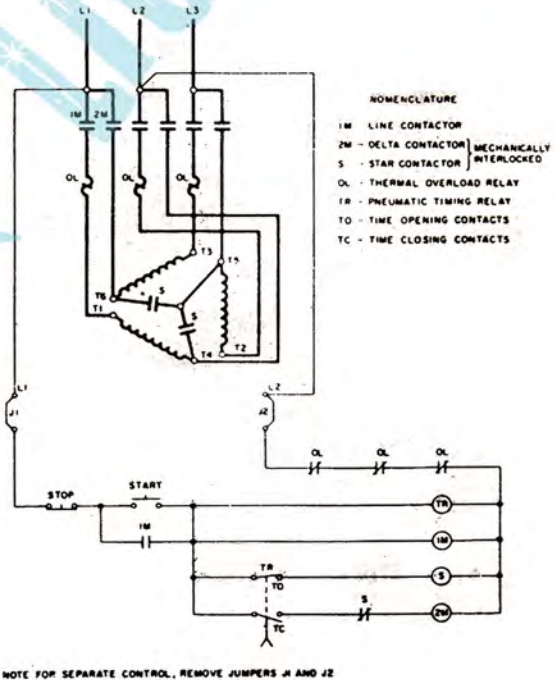 L1 L2 L3
1M 2M
OL OL OL
NOMENCLATURE
1M LINE CONTACTOR
2M - DELTA CONTACTOR
S - STAR CONTACTOR
MECHANICALLY INTERLOCKED
OL - THERMAL OVERLOAD RELAY
TR - PNEUMATIC TIMING RELAY
TO - TIME OPENING CONTACTS
TC - TIME CLOSING CONTACTS
T3
T5
T6 S
T1 S
T2
T4
L1 L2
J1 J2
OL OL OL
STOP START TR
1M 1M
TR
TO S
S
TC 2M
NOTE FOR SEPARATE CONTROL, REMOVE JUMPERS J1 AND J2